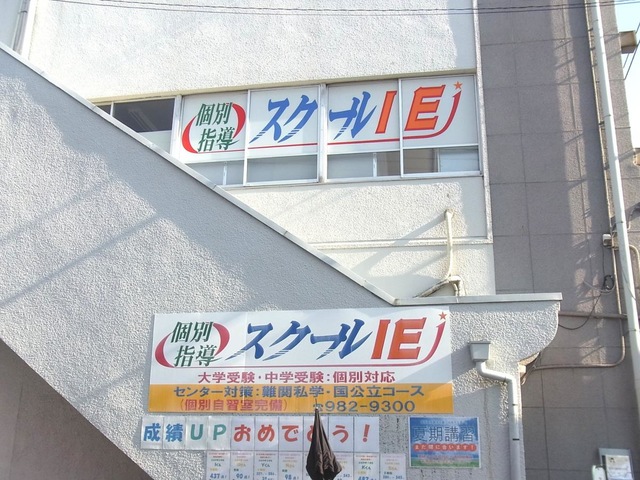 個別
指導
スクールIE
個別
指導
スクールIE
大学受験・中学受験：個別対応
センター対策：難関私学・国公立コース
（個別自習室完備）
982-9300
成績UPおめでとう！
夏期講習